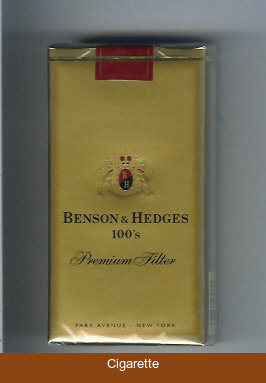 BENSON & HEDGES
100's
Premium Filter
PARK AVENUE - NEW YORK
Cigarette